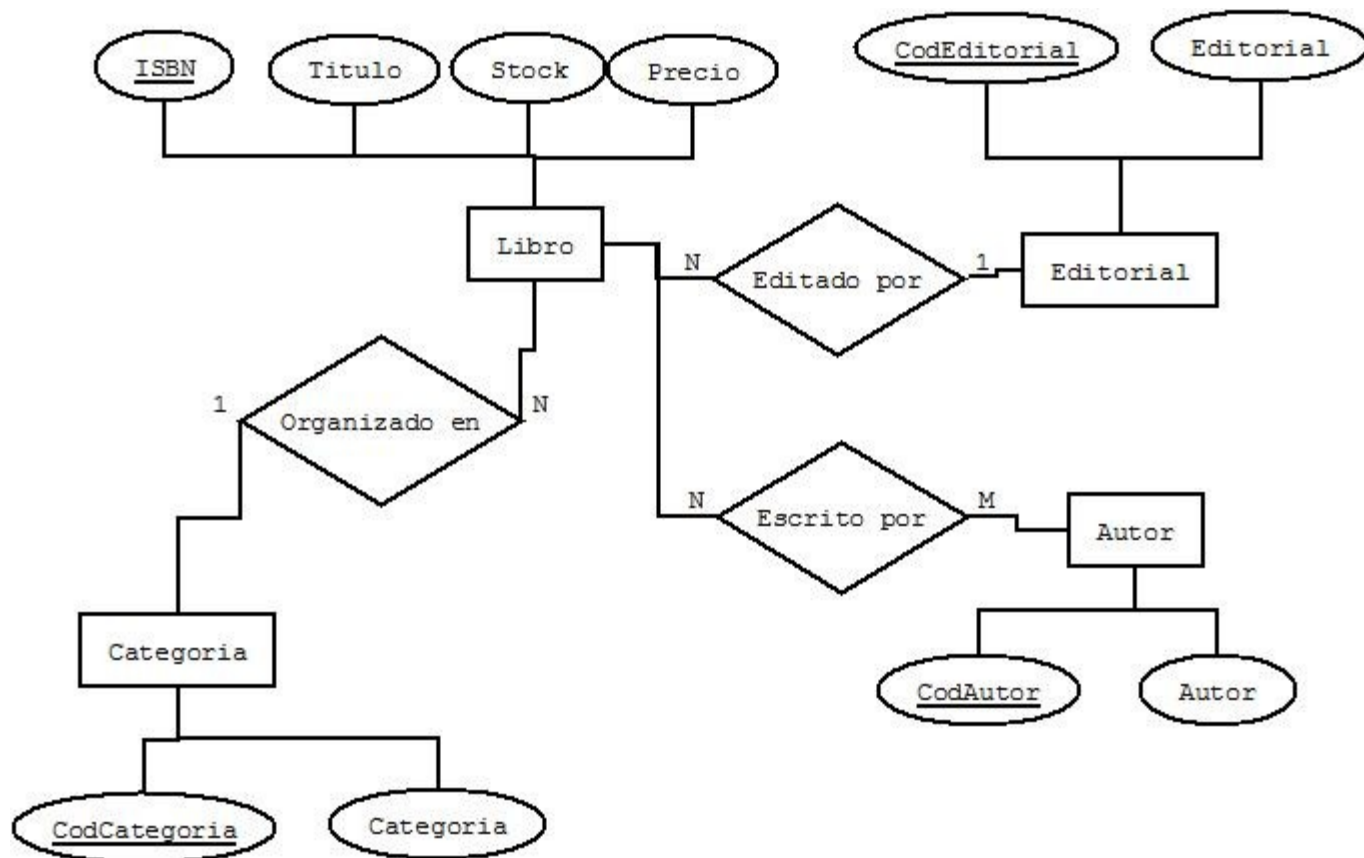 ISBN
Titulo
Stock
Precio
CodEditorial
Editorial
Libro
N
Editado por
1
Editorial
1
Organizado en
N
N
Escrito por
M
Autor
Categoria
CodAutor
Autor
CodCategoria
Categoria